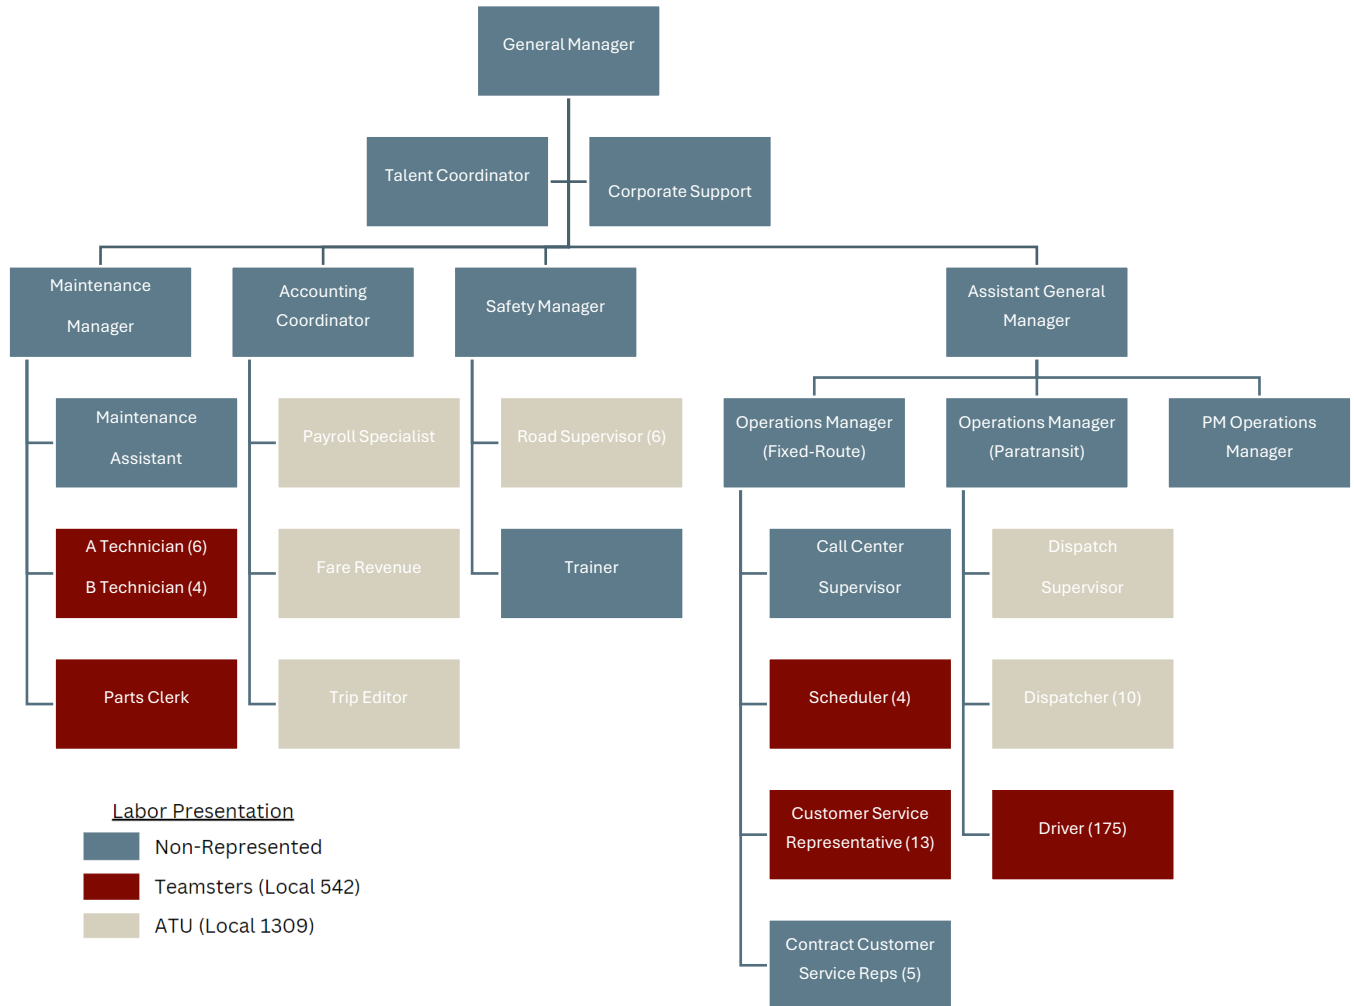 General Manager
Talent Coordinator
Corporate Support
Maintenance
Manager
Accounting
Coordinator
Safety Manager
Assistant General
Manager
Maintenance
Assistant
Payroll Specialist
Road Supervisor (6)
Operations Manager
(Fixed-Route)
Operations Manager
(Paratransit)
PM Operations
Manager
A Technician (6)
B Technician (4)
Fare Revenue
Trainer
Call Center
Supervisor
Dispatch
Supervisor
Parts Clerk
Trip Editor
Scheduler (4)
Dispatcher (10)
Customer Service
Representative (13)
Driver (175)
Contract Customer
Service Reps (5)
Labor Presentation
Non-Represented
Teamsters (Local 542)
ATU (Local 1309)